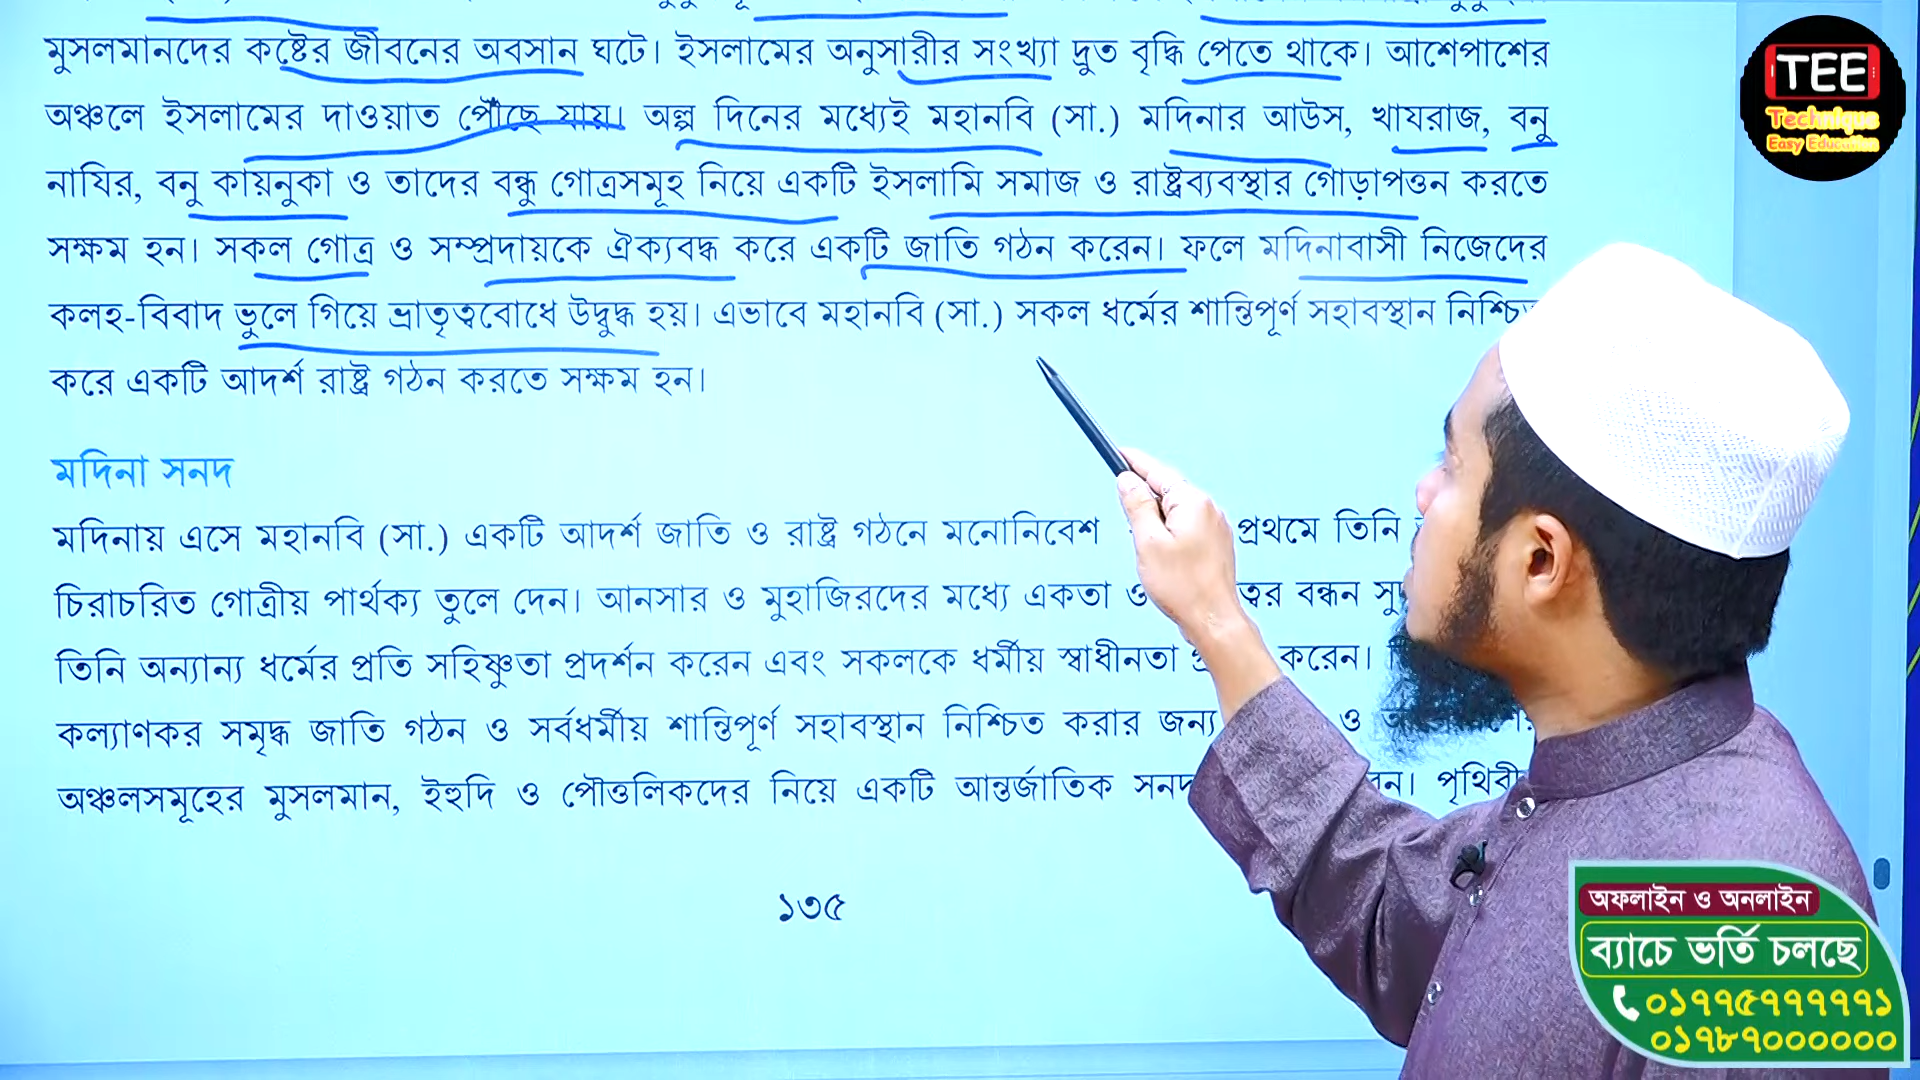 মুসলমানদের কষ্টের জীবনের অবসান ঘটে। ইসলামের অনুসারীর সংখ্যা দ্রুত বৃদ্ধি পেতে থাকে। আশেপাশের
অঞ্চলে ইসলামের দাওয়াত পৌঁছে যায়। অল্প দিনের মধ্যেই মহানবি (সা.) মদিনার আউস, খাযরাজ, বনু
নাযির, বনু কায়নুকা ও তাদের বন্ধু গোত্রসমূহ নিয়ে একটি ইসলামি সমাজ ও রাষ্ট্রব্যবস্থার গোড়াপত্তন করতে
সক্ষম হন। সকল গোত্র ও সম্প্রদায়কে ঐক্যবদ্ধ করে একটি জাতি গঠন করেন। ফলে মদিনাবাসী নিজেদের
কলহ-বিবাদ ভুলে গিয়ে ভ্রাতৃত্ববোধে উদ্বুদ্ধ হয়। এভাবে মহানবি (সা.) সকল ধর্মের শান্তিপূর্ণ সহাবস্থান
করে একটি আদর্শ রাষ্ট্র গঠন করতে সক্ষম হন।
মদিনা সনদ
মদিনায় এসে মহানবি (সা.) একটি আদর্শ জাতি ও রাষ্ট্র গঠনে মনোনিবেশ প্রথমে তিনি
চিরাচরিত গোত্রীয় পার্থক্য তুলে দেন। আনসার ও মুহাজিরদের মধ্যে একতা ও বন্ধন
তিনি অন্যান্য ধর্মের প্রতি সহিষ্ণুতা প্রদর্শন করেন এবং সকলকে ধর্মীয় স্বাধীনতা করেন।
কল্যাণকর সমৃদ্ধ জাতি গঠন ও সর্বধর্মীয় শান্তিপূর্ণ সহাবস্থান নিশ্চিত করার জন্য ও
অঞ্চলসমূহের মুসলমান, ইহুদি ও পৌত্তলিকদের নিয়ে একটি আন্তর্জাতিক সনদ
১৩৫
TEE
Technique
Easy Education
অফলাইন ও অনলাইন
ব্যাচে ভর্তি চলছে
০১৭৭৫৭৭৭৭৭১
০১৭৮৭০০০০০০